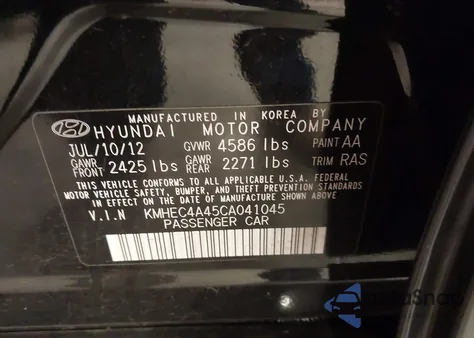 MANUFACTURED IN KOREA BY
HYUNDAI MOTOR COMPANY
JUL/10/12 GVWR 4586 lbs PAINT AA
GAWR FRONT 2425 lbs GAWR REAR 2271 lbs TRIM RAS
THIS VEHICLE CONFORMS TO ALL APPLICABLE U.S.A. FEDERAL
MOTOR VEHICLE SAFETY, BUMPER, AND THEFT PREVENTION STANDARDS
IN EFFECT ON THE DATE OF MANUFACTURE SHOWN ABOVE.
V.I.N KMHEC4A45CA041045
PASSENGER CAR